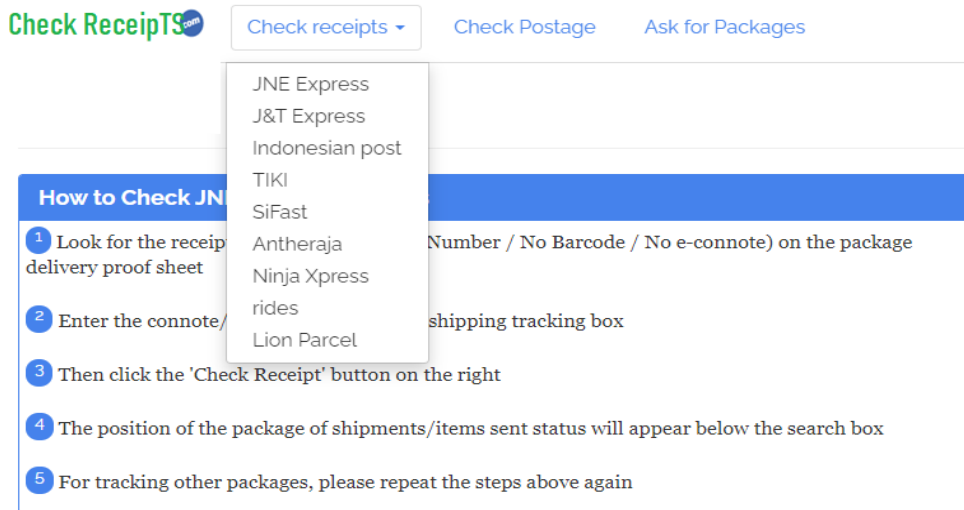 Check ReceipTS.com
Check receipts
Check Postage
Ask for Packages
JNE Express
J&T Express
Indonesian post
TIKI
SiFast
Antheraja
Ninja Xpress
rides
Lion Parcel
How to Check JN
1 Look for the receip Number / No Barcode / No e-connote) on the package
delivery proof sheet
2 Enter the connote/ shipping tracking box
3 Then click the 'Check Receipt' button on the right
4 The position of the package of shipments/items sent status will appear below the search box
5 For tracking other packages, please repeat the steps above again